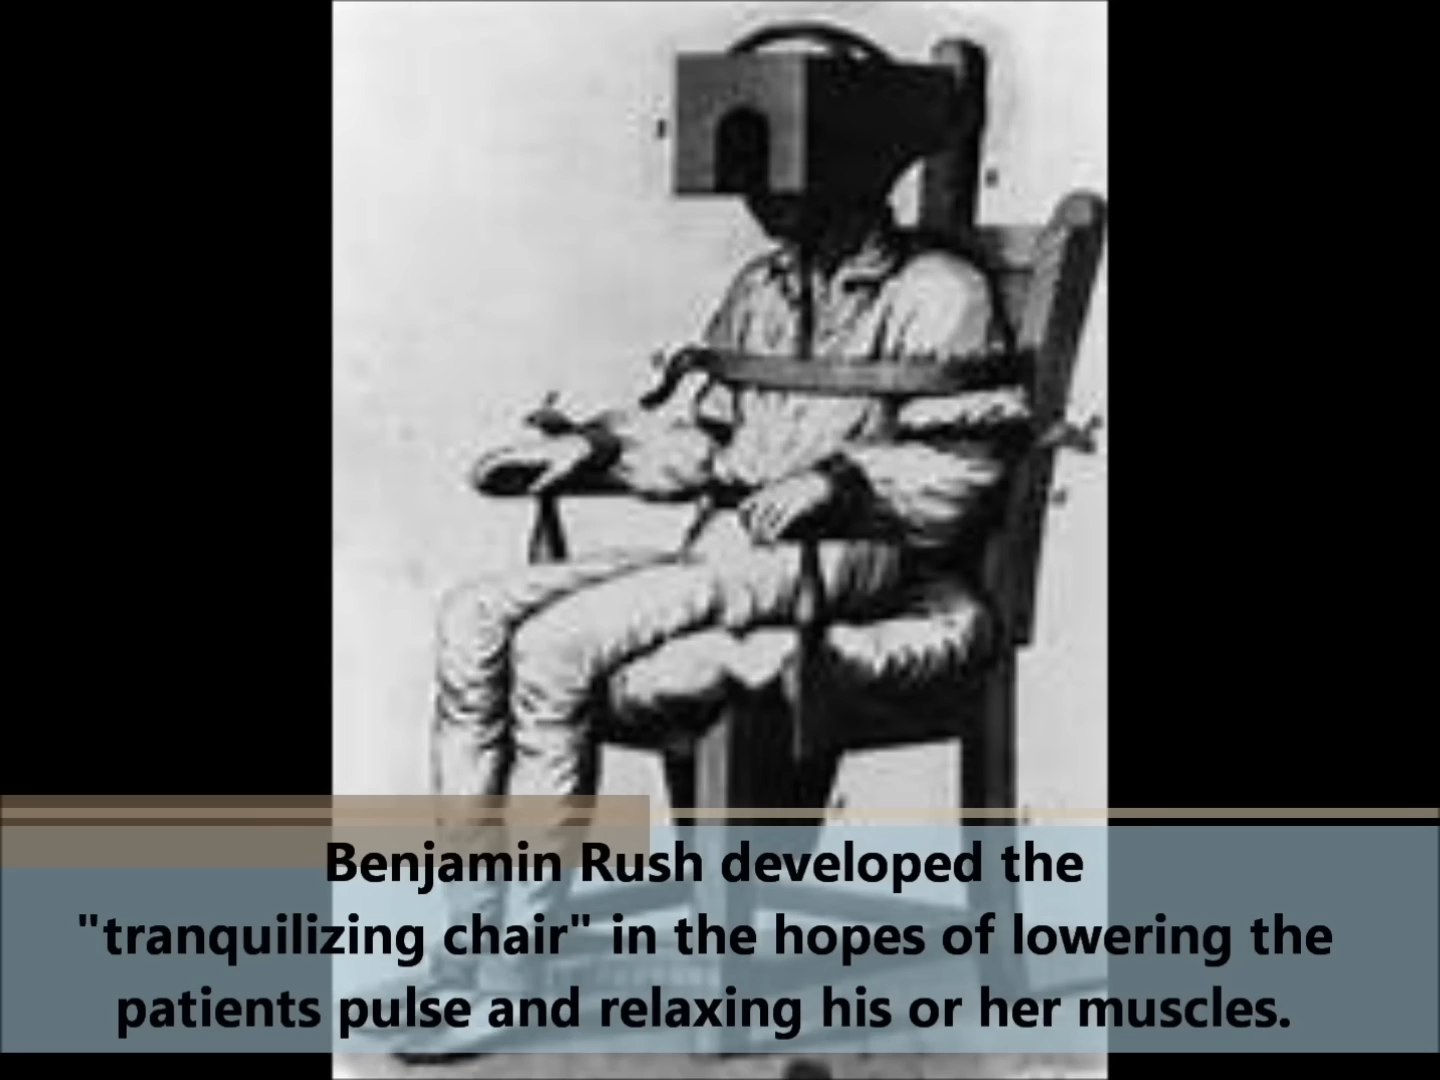 Benjamin Rush developed the
"tranquilizing chair" in the hopes of lowering the
patients pulse and relaxing his or her muscles.